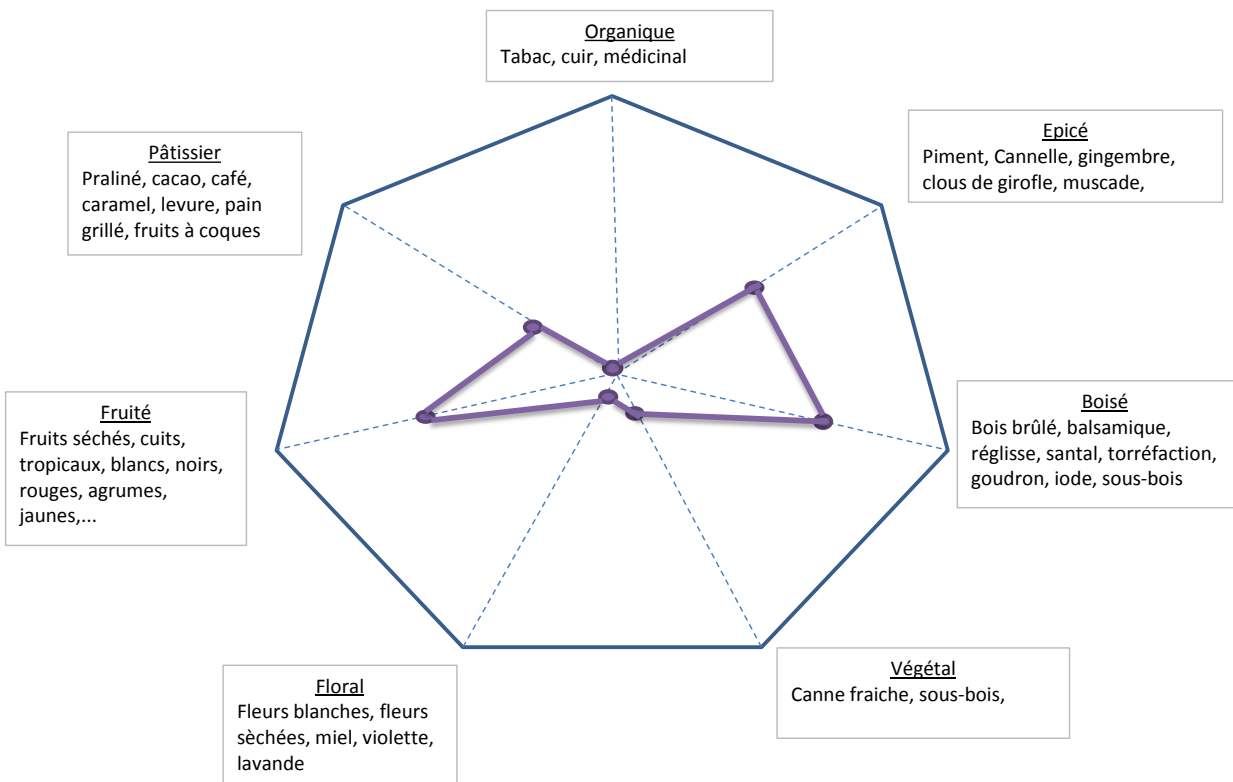 Organique
Tabac, cuir, médicinal
Epicé
Piment, Cannelle, gingembre,
clous de girofle, muscade,
Pâtissier
Praliné, cacao, café,
caramel, levure, pain
grillé, fruits à coques
Fruité
Fruits séchés, cuits,
tropicaux, blancs, noirs,
rouges, agrumes,
jaunes,...
Boisé
Bois brûlé, balsamique,
réglisse, santal, torréfaction,
goudron, iode, sous-bois
Floral
Fleurs blanches, fleurs
sèchées, miel, violette,
lavande
Végétal
Canne fraiche, sous-bois,